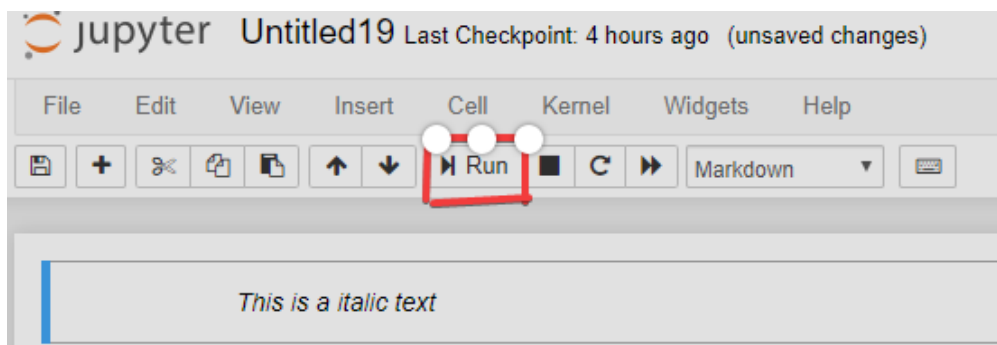 jupyter Untitled19 Last Checkpoint: 4 hours ago (unsaved changes)
File Edit View Insert Cell Kernel Widgets Help
Run Markdown
This is a italic text